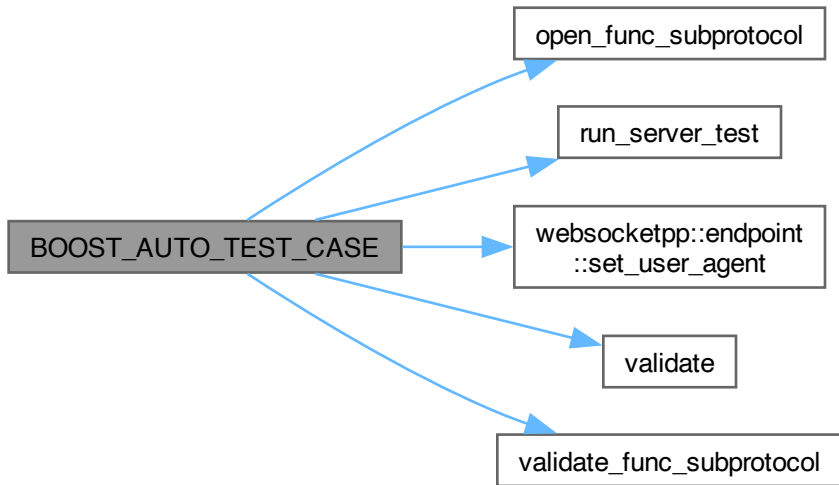 open_func_subprotocol
run_server_test
BOOST_AUTO_TEST_CASE
websocketpp::endpoint
::set_user_agent
validate
validate_func_subprotocol